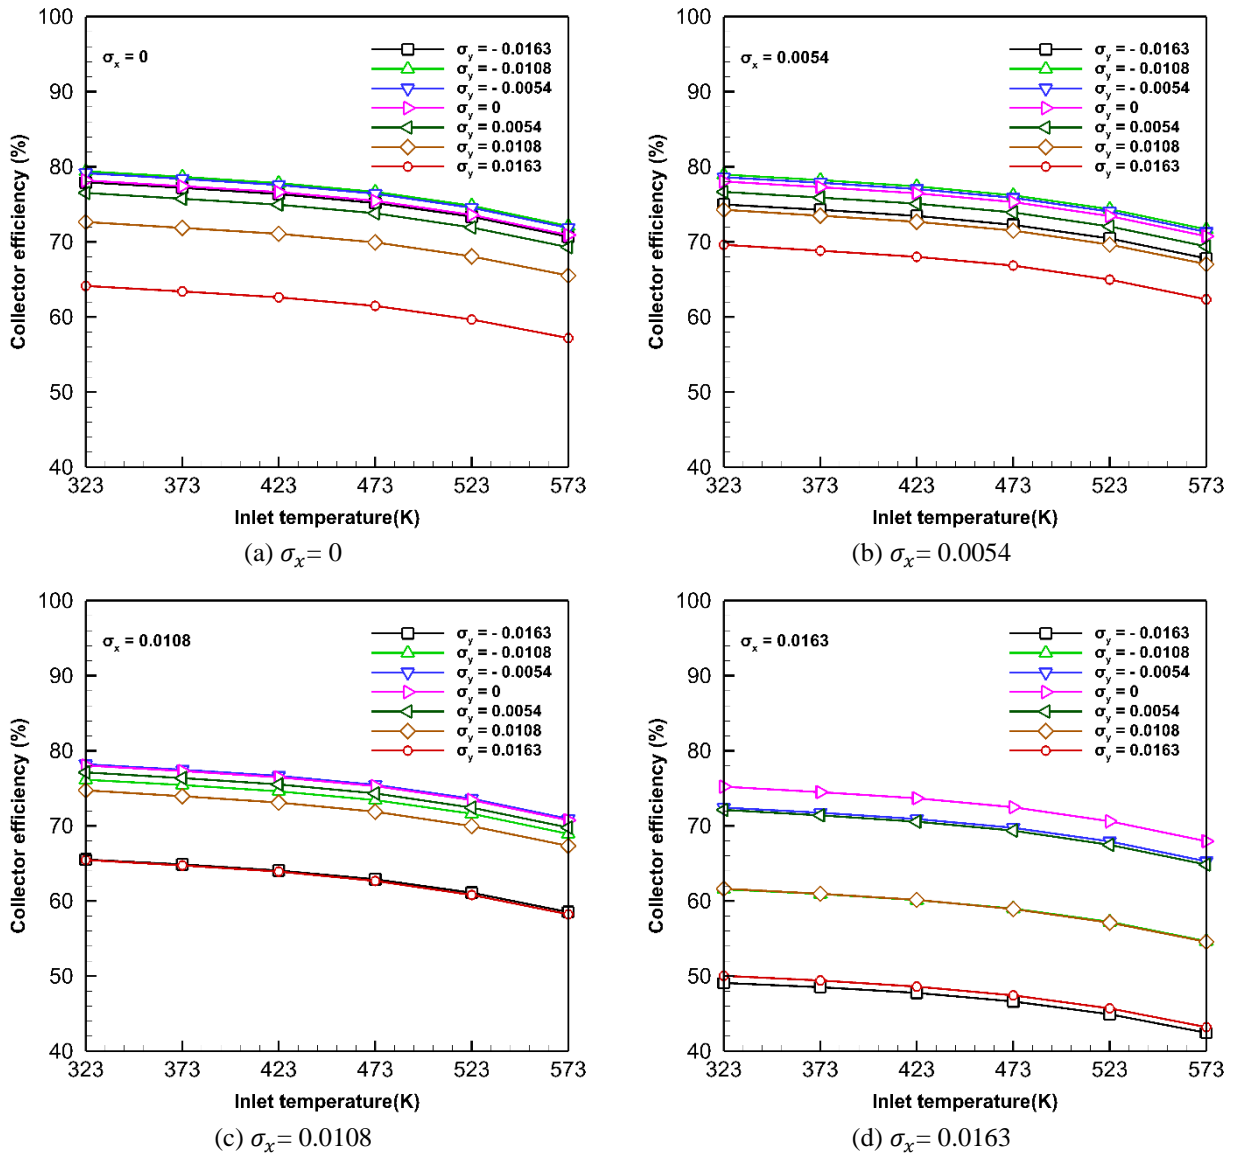 100
90
80
70
60
50
40
Collector efficiency (%)
σx = 0
σy = - 0.0163
σy = - 0.0108
σy = - 0.0054
σy = 0
σy = 0.0054
σy = 0.0108
σy = 0.0163
323 373 423 473 523 573
Inlet temperature(K)
(a) σx= 0
100
90
80
70
60
50
40
Collector efficiency (%)
σx = 0.0054
σy = - 0.0163
σy = - 0.0108
σy = - 0.0054
σy = 0
σy = 0.0054
σy = 0.0108
σy = 0.0163
323 373 423 473 523 573
Inlet temperature(K)
(b) σx= 0.0054
100
90
80
70
60
50
40
Collector efficiency (%)
σx = 0.0108
σy = - 0.0163
σy = - 0.0108
σy = - 0.0054
σy = 0
σy = 0.0054
σy = 0.0108
σy = 0.0163
323 373 423 473 523 573
Inlet temperature(K)
(c) σx= 0.0108
100
90
80
70
60
50
40
Collector efficiency (%)
σx = 0.0163
σy = - 0.0163
σy = - 0.0108
σy = - 0.0054
σy = 0
σy = 0.0054
σy = 0.0108
σy = 0.0163
323 373 423 473 523 573
Inlet temperature(K)
(d) σx= 0.0163